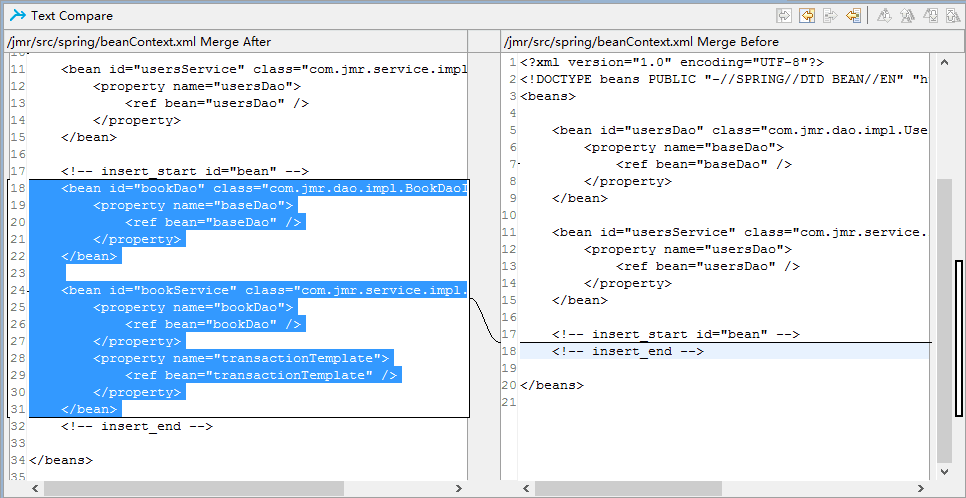 Text Compare
/jmr/src/spring/beanContext.xml Merge After
11 <bean id="usersService" class="com.jmr.service.impl
12 <property name="usersDao">
13 <ref bean="usersDao" />
14 </property>
15 </bean>
16
17 <!-- insert_start id="bean" -->
18 <bean id="bookDao" class="com.jmr.dao.impl.BookDaoI
19 <property name="baseDao">
20 <ref bean="baseDao" />
21 </property>
22 </bean>
23
24 <bean id="bookService" class="com.jmr.service.impl.
25 <property name="bookDao">
26 <ref bean="bookDao" />
27 </property>
28 <property name="transactionTemplate">
29 <ref bean="transactionTemplate" />
30 </property>
31 </bean>
32 <!-- insert_end -->
33
34 </beans>
35
/jmr/src/spring/beanContext.xml Merge Before
1 <?xml version="1.0" encoding="UTF-8"?>
2 <!DOCTYPE beans PUBLIC "-//SPRING//DTD BEAN//EN" "h
3 <beans>
4
5 <bean id="usersDao" class="com.jmr.dao.impl.Use
6 <property name="baseDao">
7 <ref bean="baseDao" />
8 </property>
9 </bean>
10
11 <bean id="usersService" class="com.jmr.service.
12 <property name="usersDao">
13 <ref bean="usersDao" />
14 </property>
15 </bean>
16
17 <!-- insert_start id="bean" -->
18 <!-- insert_end -->
19
20 </beans>
21